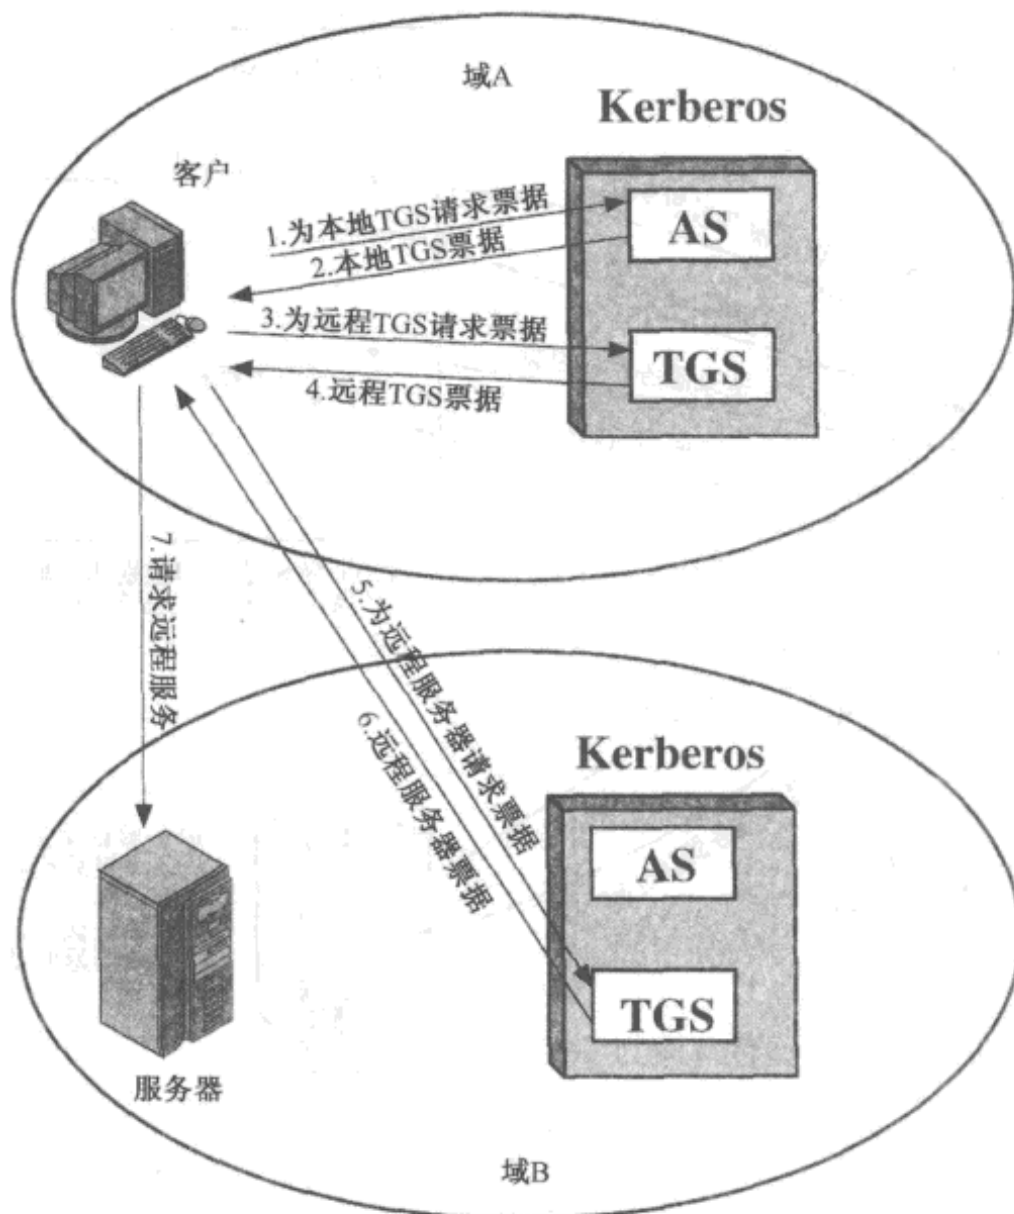 域A
Kerberos
客户
1.为本地TGS请求票据
AS
2.本地TGS票据
3.为远程TGS请求票据
TGS
4.远程TGS票据
7.请求远程服务
5.为远程服务器请求票据
6.远程服务器票据
Kerberos
AS
TGS
服务器
域B